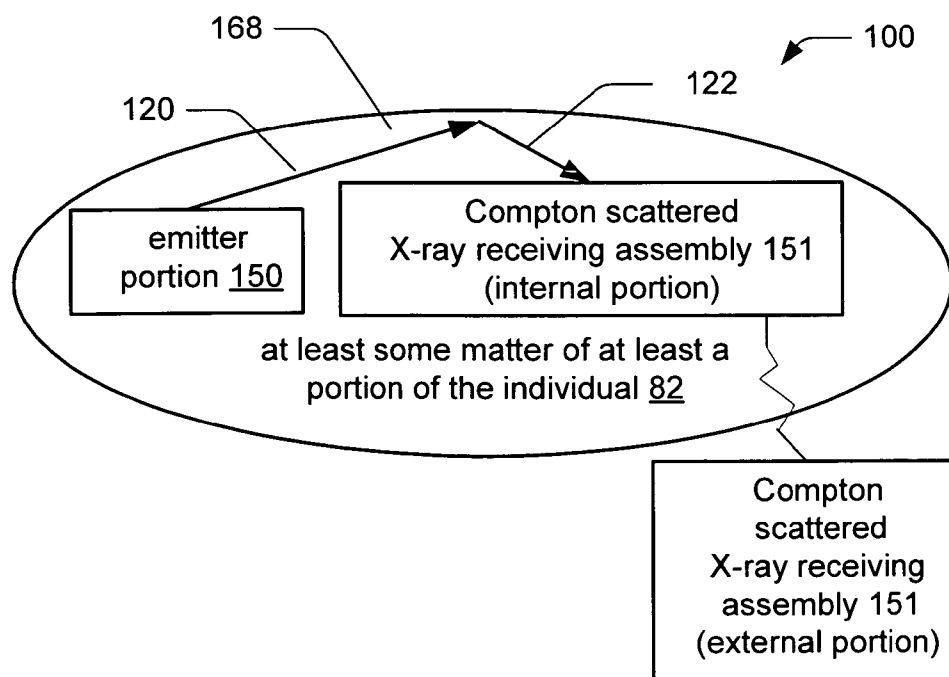 168
100
120
122
emitter
portion 150
Compton scattered
X-ray receiving assembly 151
(internal portion)
at least some matter of at least a
portion of the individual 82
Compton
scattered
X-ray receiving
assembly 151
(external portion)